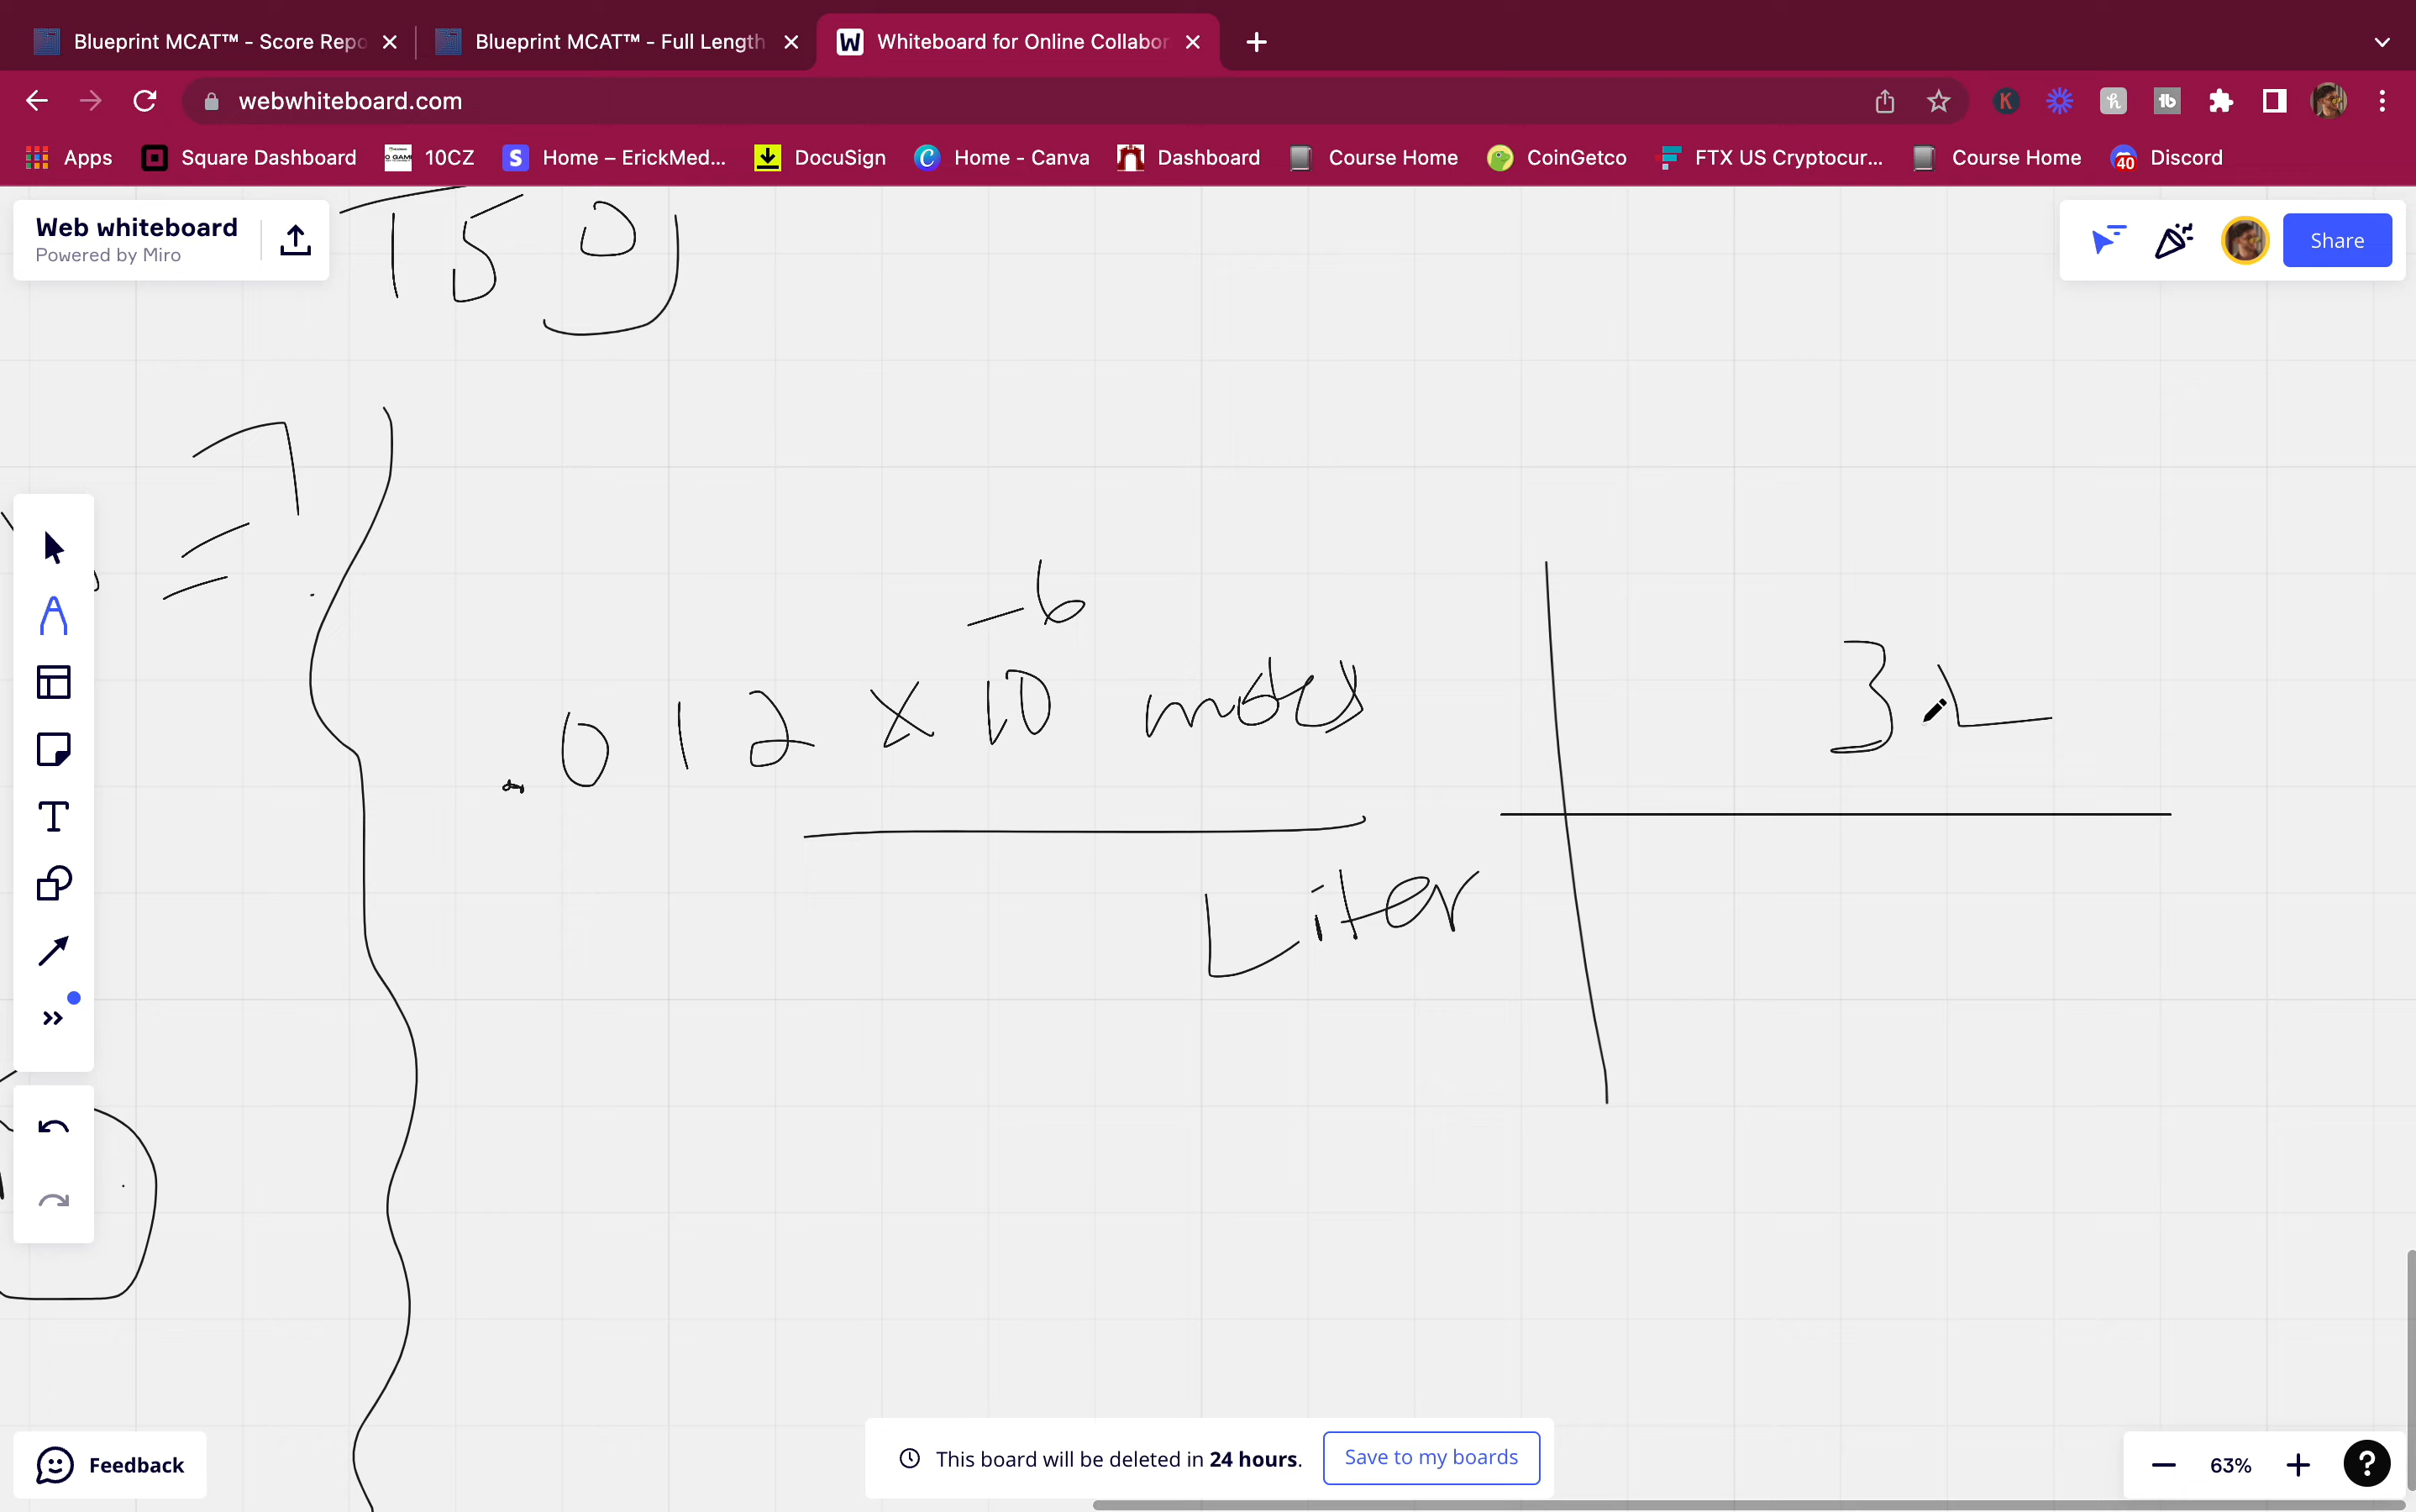 Blueprint MCAT™ - Score Repo
Blueprint MCAT™ - Full Length
Whiteboard for Online Collabor
webwhiteboard.com
Apps
Square Dashboard
10CZ
Home – ErickMed...
DocuSign
Home - Canva
Dashboard
Course Home
CoinGetco
FTX US Cryptocur...
Course Home
40
Discord
Web whiteboard
Powered by Miro
Share
150
-6
.012 x 10 moles
3L
Liter
Feedback
This board will be deleted in 24 hours.
Save to my boards
63%